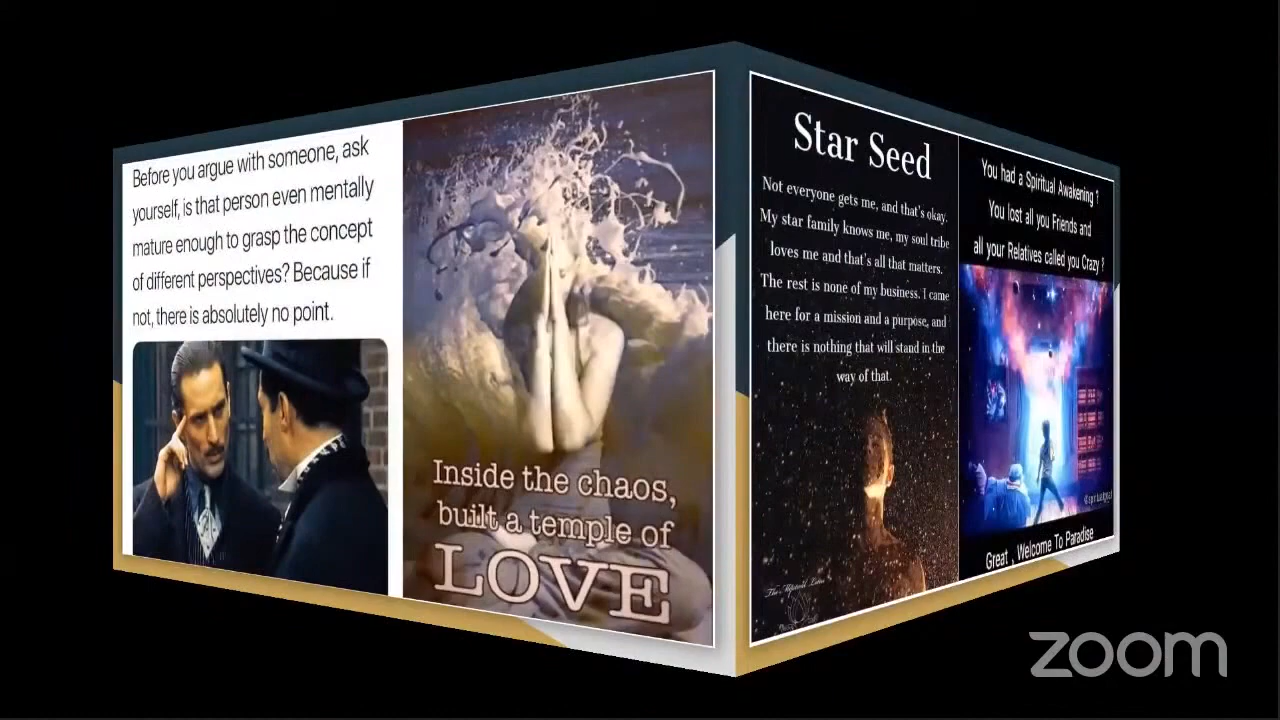 Before you argue with someone, ask
yourself, is that person even mentally
mature enough to grasp the concept
of different perspectives? Because if
not, there is absolutely no point.
Inside the chaos,
built a temple of
LOVE
Star Seed
Not everyone gets me, and that's okay.
My star family knows me, my soul tribe
loves me and that's all that matters.
The rest is none of my business. I came
here for a mission and a purpose, and
there is nothing that will stand in the
way of that.
You had a Spiritual Awakening ?
You lost all you Friends and
all your Relatives called you Crazy ?
Great , Welcome To Paradise
zoom